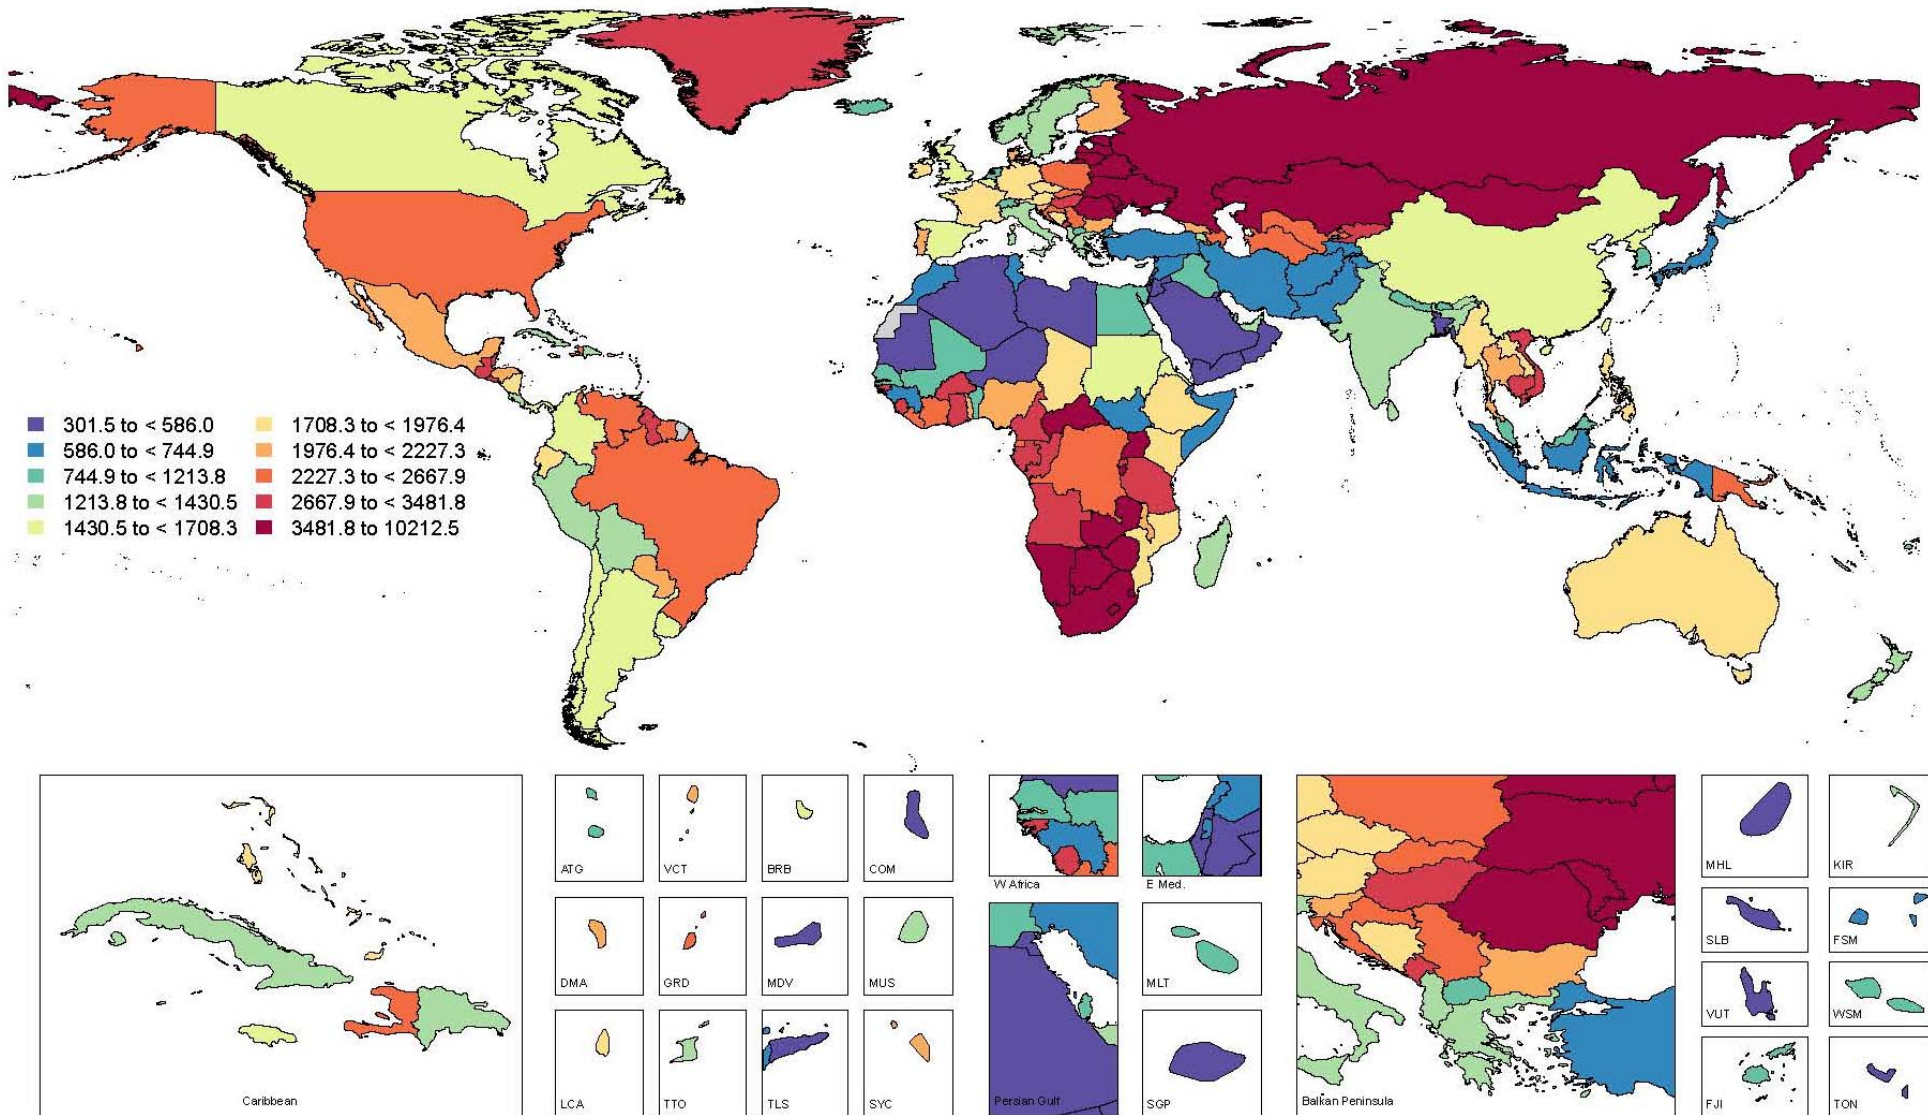 301.5 to < 586.0
586.0 to < 744.9
744.9 to < 1213.8
1213.8 to < 1430.5
1430.5 to < 1708.3
1708.3 to < 1976.4
1976.4 to < 2227.3
2227.3 to < 2667.9
2667.9 to < 3481.8
3481.8 to 10212.5
Caribbean
ATG
VCT
BRB
COM
DMA
GRD
MDV
MUS
LCA
TTO
TLS
SYC
W Africa
E Med.
Persian Gulf
MLT
SGP
Balkan Peninsula
MHL
KIR
SLB
FSM
VUT
WSM
FJI
TON